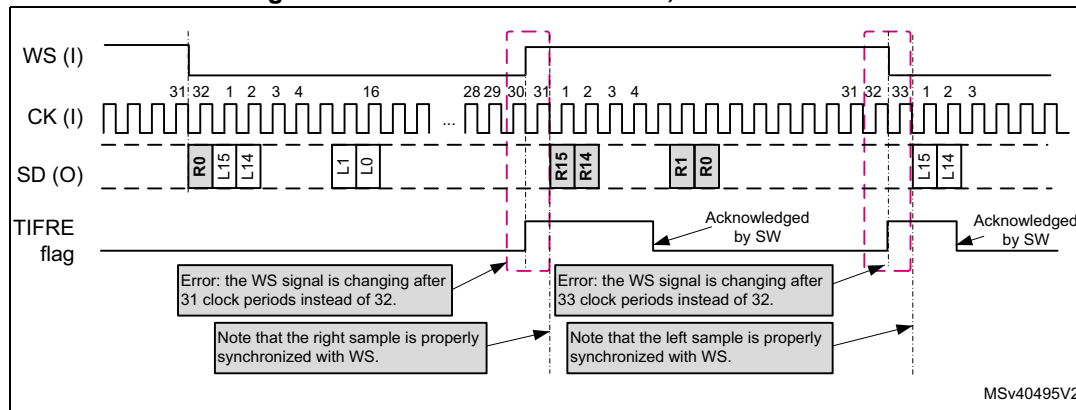 WS (I)
31 32 1 2 3 4 16 28 29 30 31 1 2 3 4 31 32 33 1 2 3
CK (I)
...
SD (O)
R0 L15 L14 L1 L0 R15 R14 R1 R0 L15 L14
TIFRE
flag
Acknowledged
by SW
Acknowledged
by SW
Error: the WS signal is changing after
31 clock periods instead of 32.
Error: the WS signal is changing after
33 clock periods instead of 32.
Note that the right sample is properly
synchronized with WS.
Note that the left sample is properly
synchronized with WS.
MSv40495V2